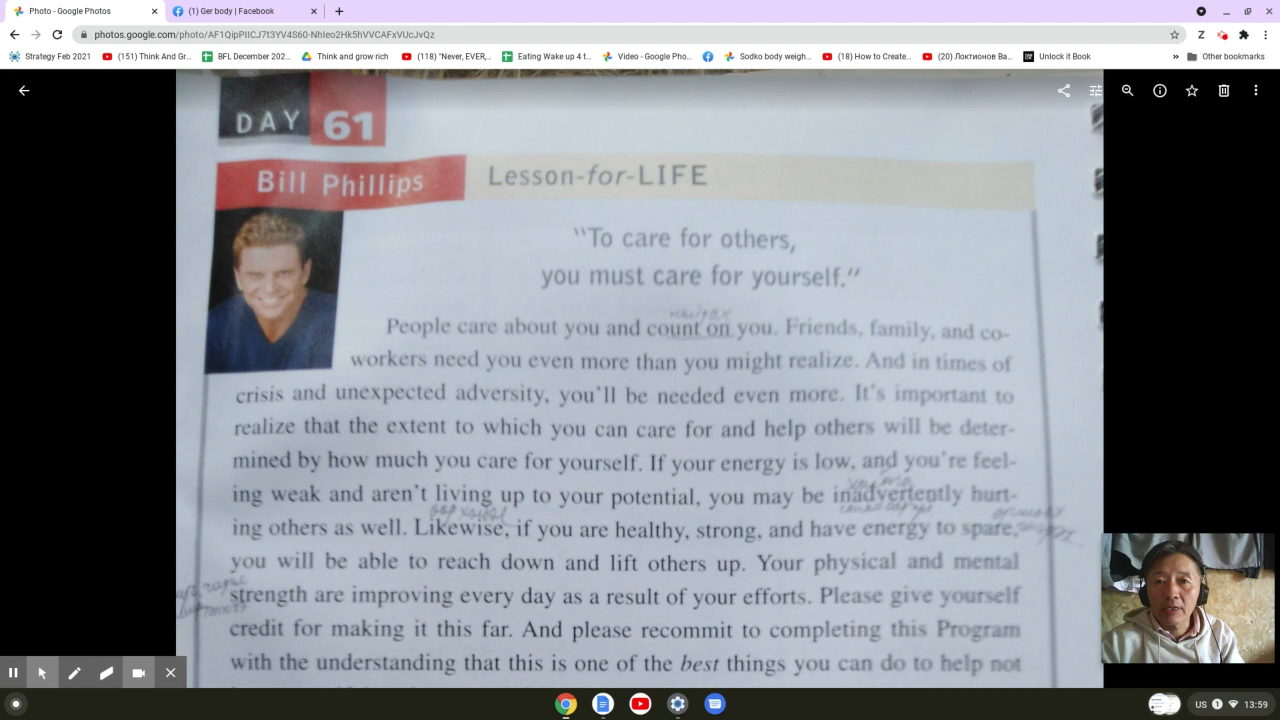 Photo - Google Photos
(1) Ger body | Facebook
photos.google.com/photo/AF1QipPIICJ7t3YV4S60-NhIeo2Hk5hVVCAFxVUcJvQz
Strategy Feb 2021
(151) Think And Gr...
BFL December 202...
Think and grow rich
(118) "Never, EVER,...
Eating Wake up 4 t...
Video - Google Pho...
Sodko body weigh...
(18) How to Create...
(20) Локтионов Ва...
Unlock it Book
»
Other bookmarks
DAY 61
Bill Phillips Lesson-for-LIFE
"To care for others,
you must care for yourself."
People care about you and count on you. Friends, family, and co-
workers need you even more than you might realize. And in times of
crisis and unexpected adversity, you'll be needed even more. It's important to
realize that the extent to which you can care for and help others will be deter-
mined by how much you care for yourself. If your energy is low, and you're feel-
ing weak and aren't living up to your potential, you may be inadvertently hurt-
ing others as well. Likewise, if you are healthy, strong, and have energy to spare,
you will be able to reach down and lift others up. Your physical and mental
strength are improving every day as a result of your efforts. Please give yourself
credit for making it this far. And please recommit to completing this Program
with the understanding that this is one of the best things you can do to help not
US 1 13:59